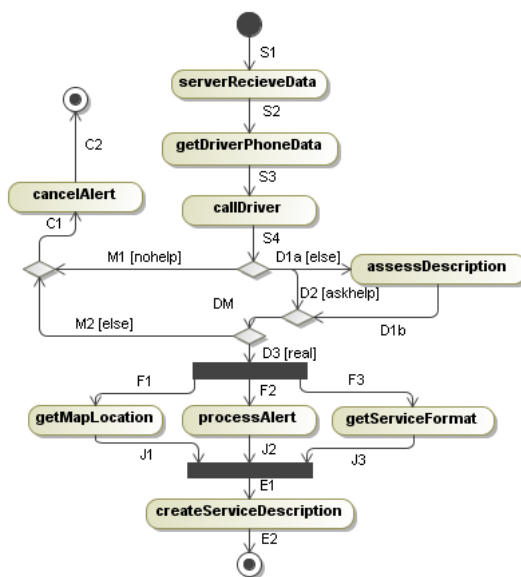 S1
serverRecieveData
S2
getDriverPhoneData
S3
C2
cancelAlert
callDriver
C1
S4
M1 [nohelp]
D1a [else]
assessDescription
D2 [askhelp]
DM
M2 [else]
D1b
D3 [real]
F1
F2
F3
getMapLocation
processAlert
getServiceFormat
J1
J2
J3
E1
createServiceDescription
E2